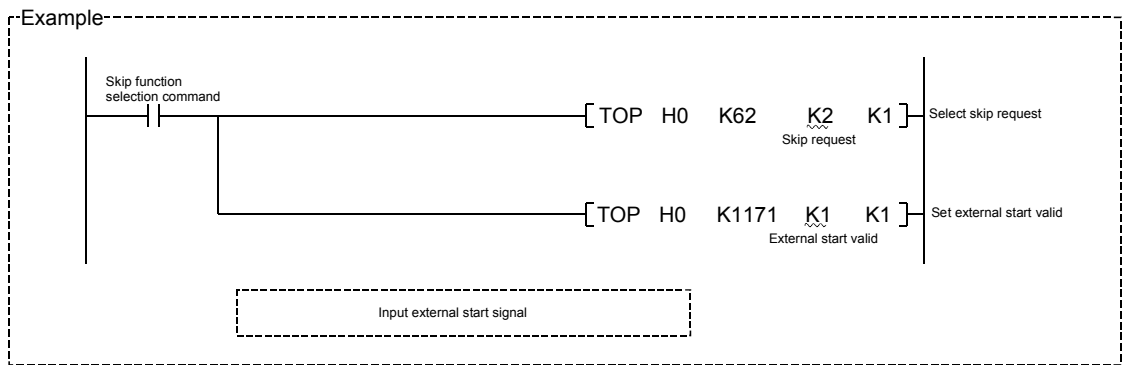 Example
Skip function
selection command
TOP H0 K62 K2 K1
Select skip request
Skip request
TOP H0 K1171 K1 K1
Set external start valid
External start valid
Input external start signal